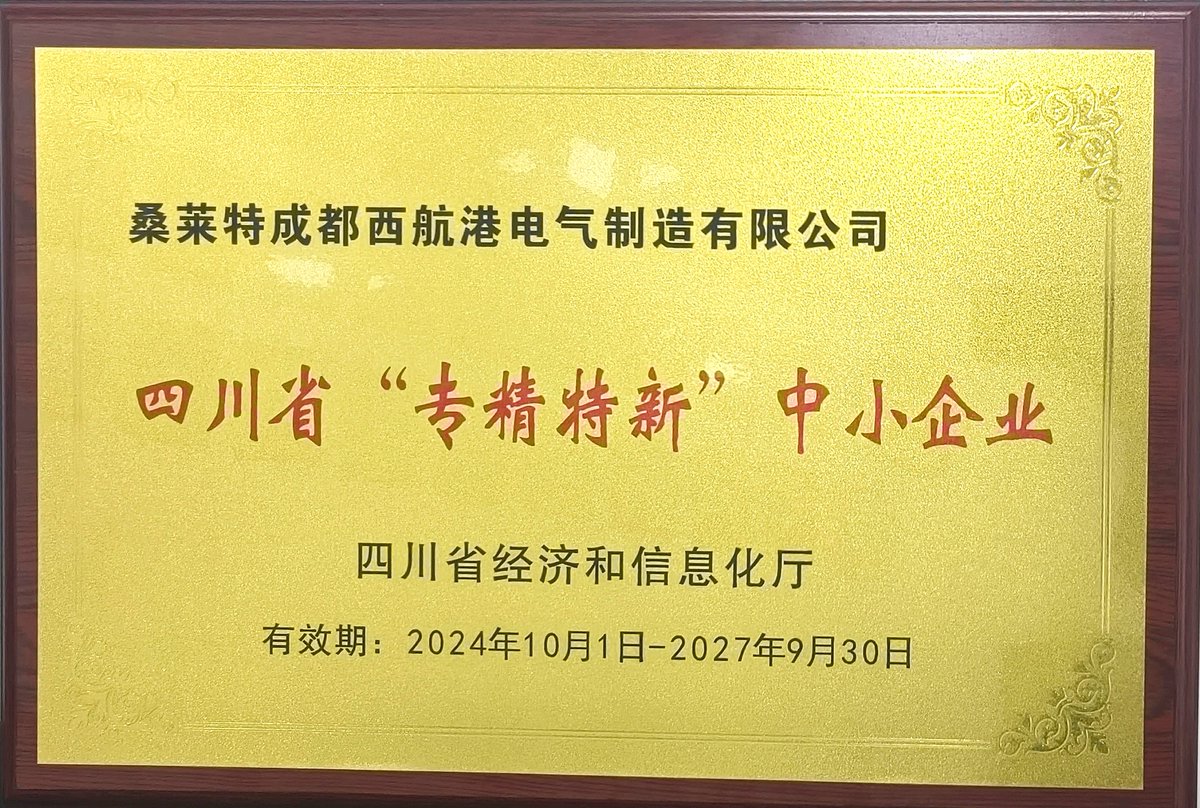 桑莱特成都西航港电气制造有限公司
四川省“专精特新”中小企业
四川省经济和信息化厅
有效期：2024年10月1日-2027年9月30日